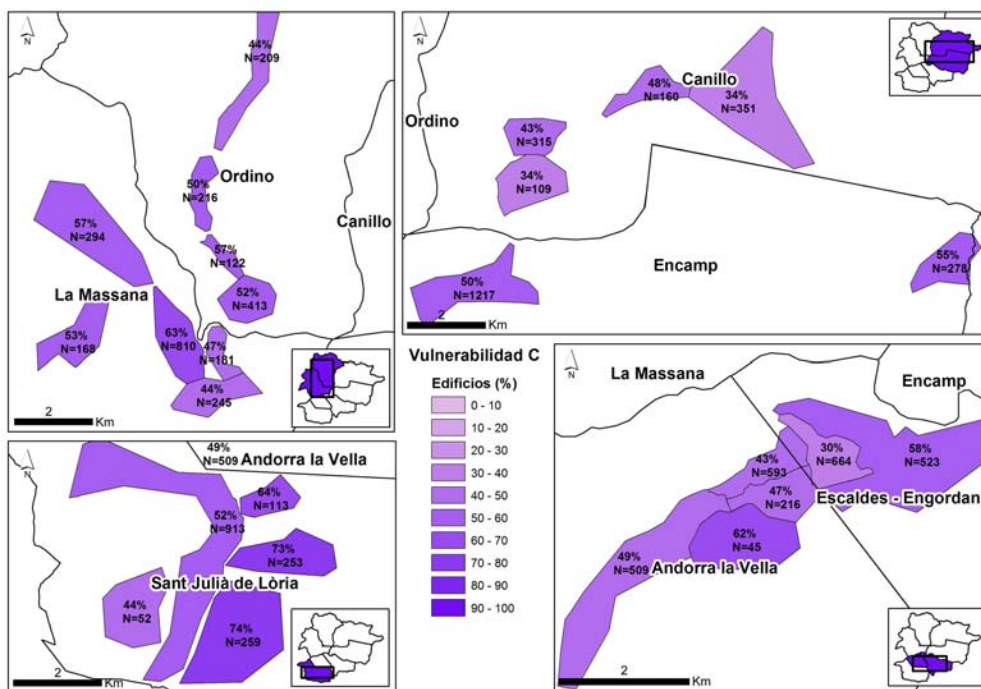 N
44%
N=209
Ordino
50%
N=216
Canillo
57%
N=294
57%
N=122
La Massana
52%
N=413
53%
N=168
63%
N=810
47%
N=181
44%
N=245
2
Km
N
Canillo
48%
N=160
34%
N=351
Ordino
43%
N=315
34%
N=109
Encamp
50%
N=1217
55%
N=278
2
Km
Vulnerabilidad C
Edificios (%)
0 - 10
10 - 20
20 - 30
30 - 40
40 - 50
50 - 60
60 - 70
70 - 80
80 - 90
90 - 100
N
49%
N=509
Andorra la Vella
64%
N=113
52%
N=913
73%
N=253
Sant Julià de Lòria
44%
N=52
74%
N=259
2
Km
N
La Massana
Encamp
30%
N=664
58%
N=523
43%
N=593
47%
N=216
Escaldes - Engordan
62%
N=45
49%
N=509
Andorra la Vella
2
Km